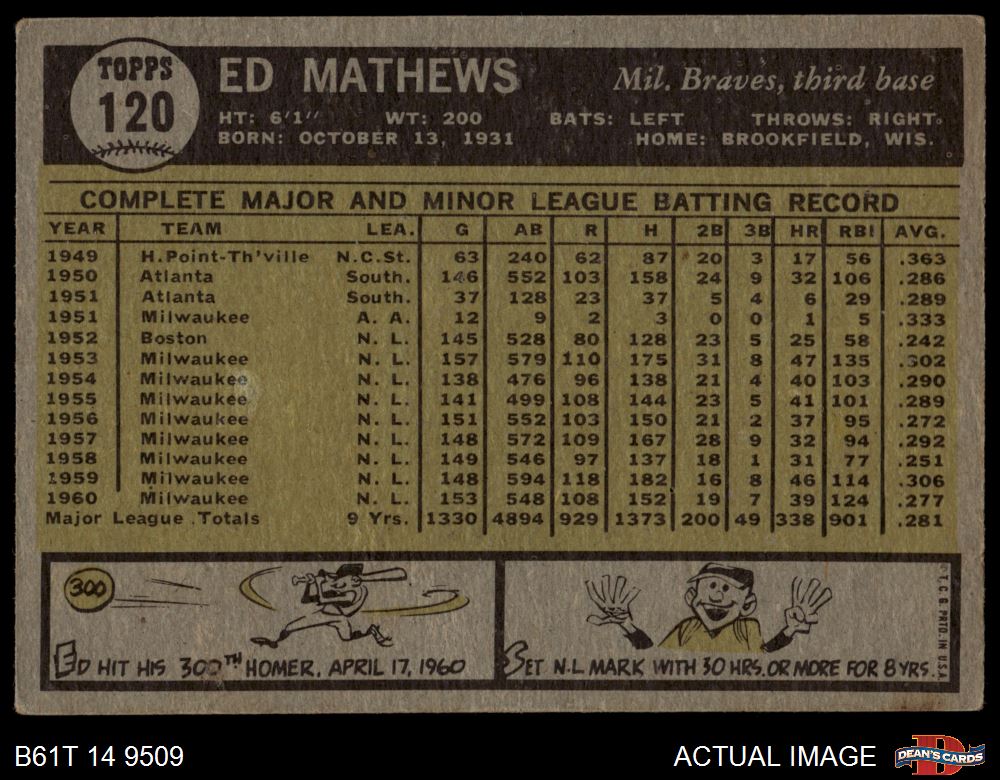 TOPPS
120
ED MATHEWS
Mil. Braves, third base
HT: 6'1" WT: 200 BATS: LEFT THROWS: RIGHT
BORN: OCTOBER 13, 1931 HOME: BROOKFIELD, WIS.
COMPLETE MAJOR AND MINOR LEAGUE BATTING RECORD
YEAR TEAM LEA. G AB R H 2B 3B HR RBI AVG.
1949 H.Point-Th'ville N.C.St. 63 240 62 87 20 3 17 56 .363
1950 Atlanta South. 146 552 103 158 24 9 32 106 .286
1951 Atlanta South. 37 128 23 37 5 4 6 29 .289
1951 Milwaukee A. A. 12 9 2 3 0 0 1 5 .333
1952 Boston N. L. 145 528 80 128 23 5 25 58 .242
1953 Milwaukee N. L. 157 579 110 175 31 8 47 135 .302
1954 Milwaukee N. L. 138 476 96 138 21 4 40 103 .290
1955 Milwaukee N. L. 141 499 108 144 23 5 41 101 .289
1956 Milwaukee N. L. 151 552 103 150 21 2 37 95 .272
1957 Milwaukee N. L. 148 572 109 167 28 9 32 94 .292
1958 Milwaukee N. L. 149 546 97 137 18 1 31 77 .251
1959 Milwaukee N. L. 148 594 118 182 16 8 46 114 .306
1960 Milwaukee N. L. 153 548 108 152 19 7 39 124 .277
Major League Totals 9 Yrs. 1330 4894 929 1373 200 49 338 901 .281
300
ED HIT HIS 300TH HOMER, APRIL 17, 1960
SET N.L MARK WITH 30 HRS. OR MORE FOR 8 YRS.
© T. C. G. PRTD. IN U.S.A.
B61T 14 9509
ACTUAL IMAGE
D
DEAN'S CARDS